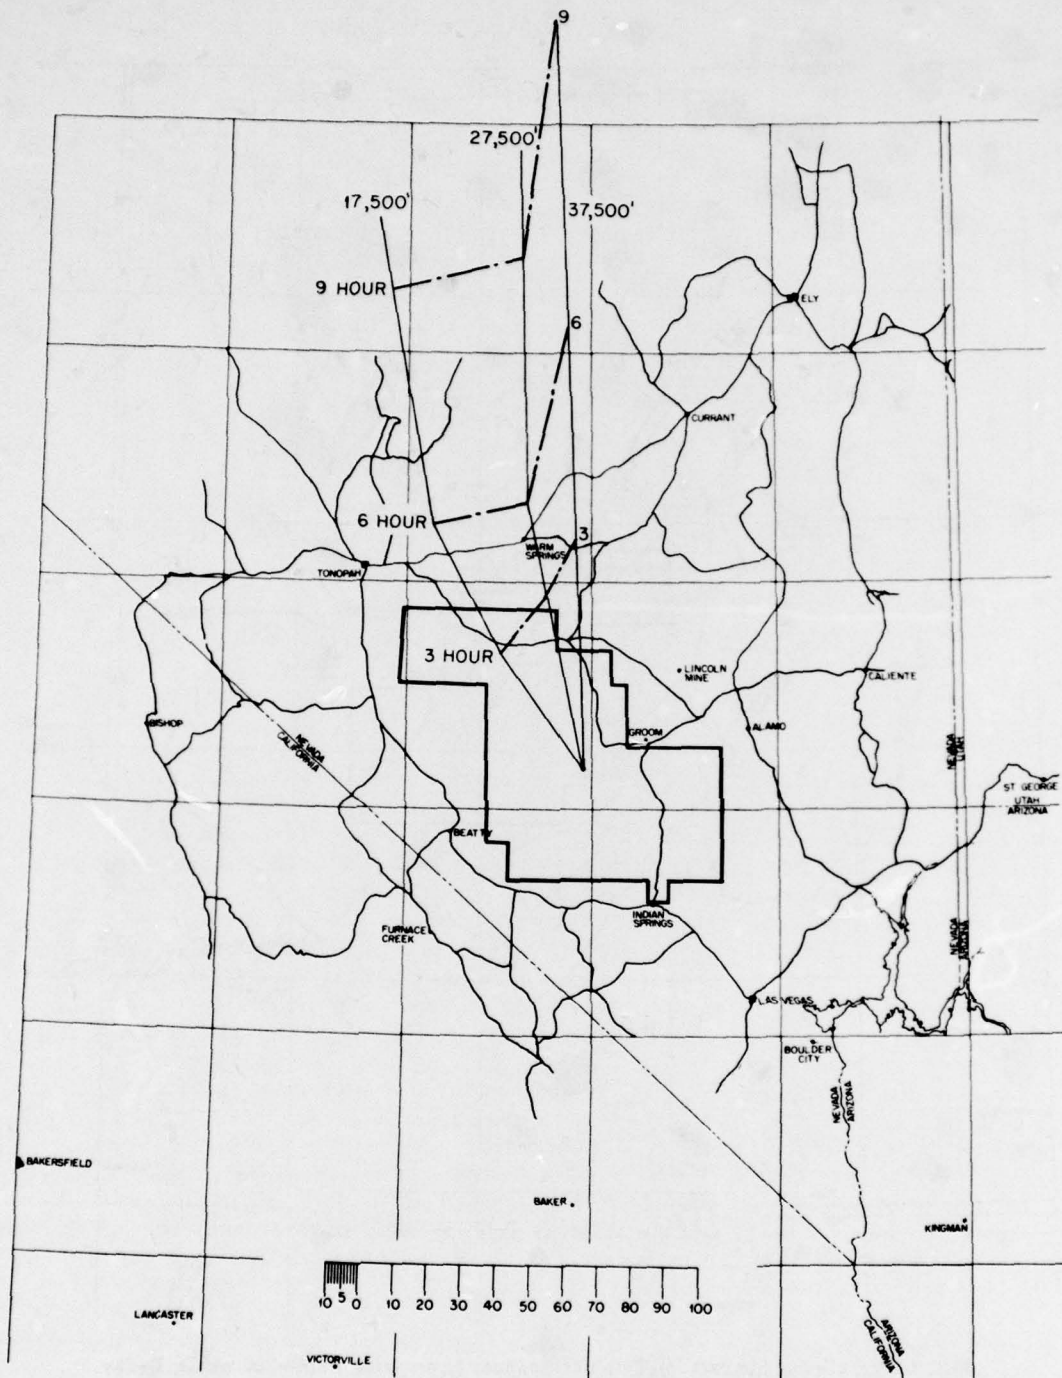 9
27,500'
17,500'
37,500'
9 HOUR
ELY
6
CURRANT
6 HOUR
3
WARM
SPRINGS
TONOPAH
3 HOUR
LINCOLN
MINE
CALIENTE
BISHOP
NEVADA
CALIFORNIA
GROOM
ALAMO
NEVADA
UTAH
ST GEORGE
UTAH
ARIZONA
BEATTY
INDIAN
SPRINGS
FURNACE
CREEK
NEVADA
ARIZONA
LAS VEGAS
BOULDER
CITY
NEVADA
ARIZONA
BAKERSFIELD
BAKER
KINGMAN
10 5 0 10 20 30 40 50 60 70 80 90 100
LANCASTER
ARIZONA
CALIFORNIA
VICTORVILLE